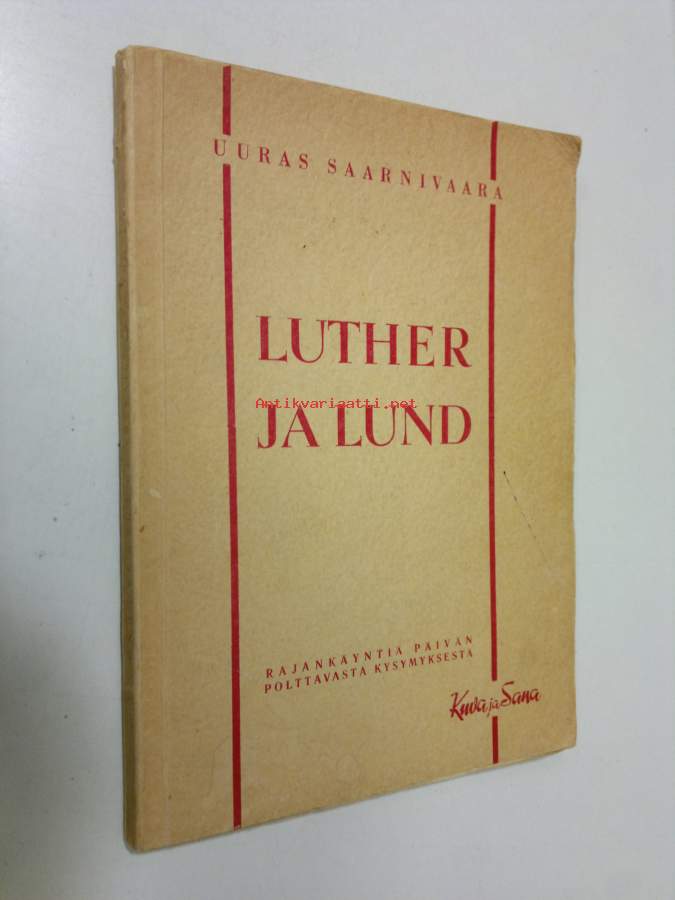 UURAS SAARNIVAARA
LUTHER
Antikvariaatti.net
JA LUND
RAJANKÄYNTIÄ PÄIVÄN
POLTTAVASTA KYSYMYKSESTÄ
Kuva ja Sana